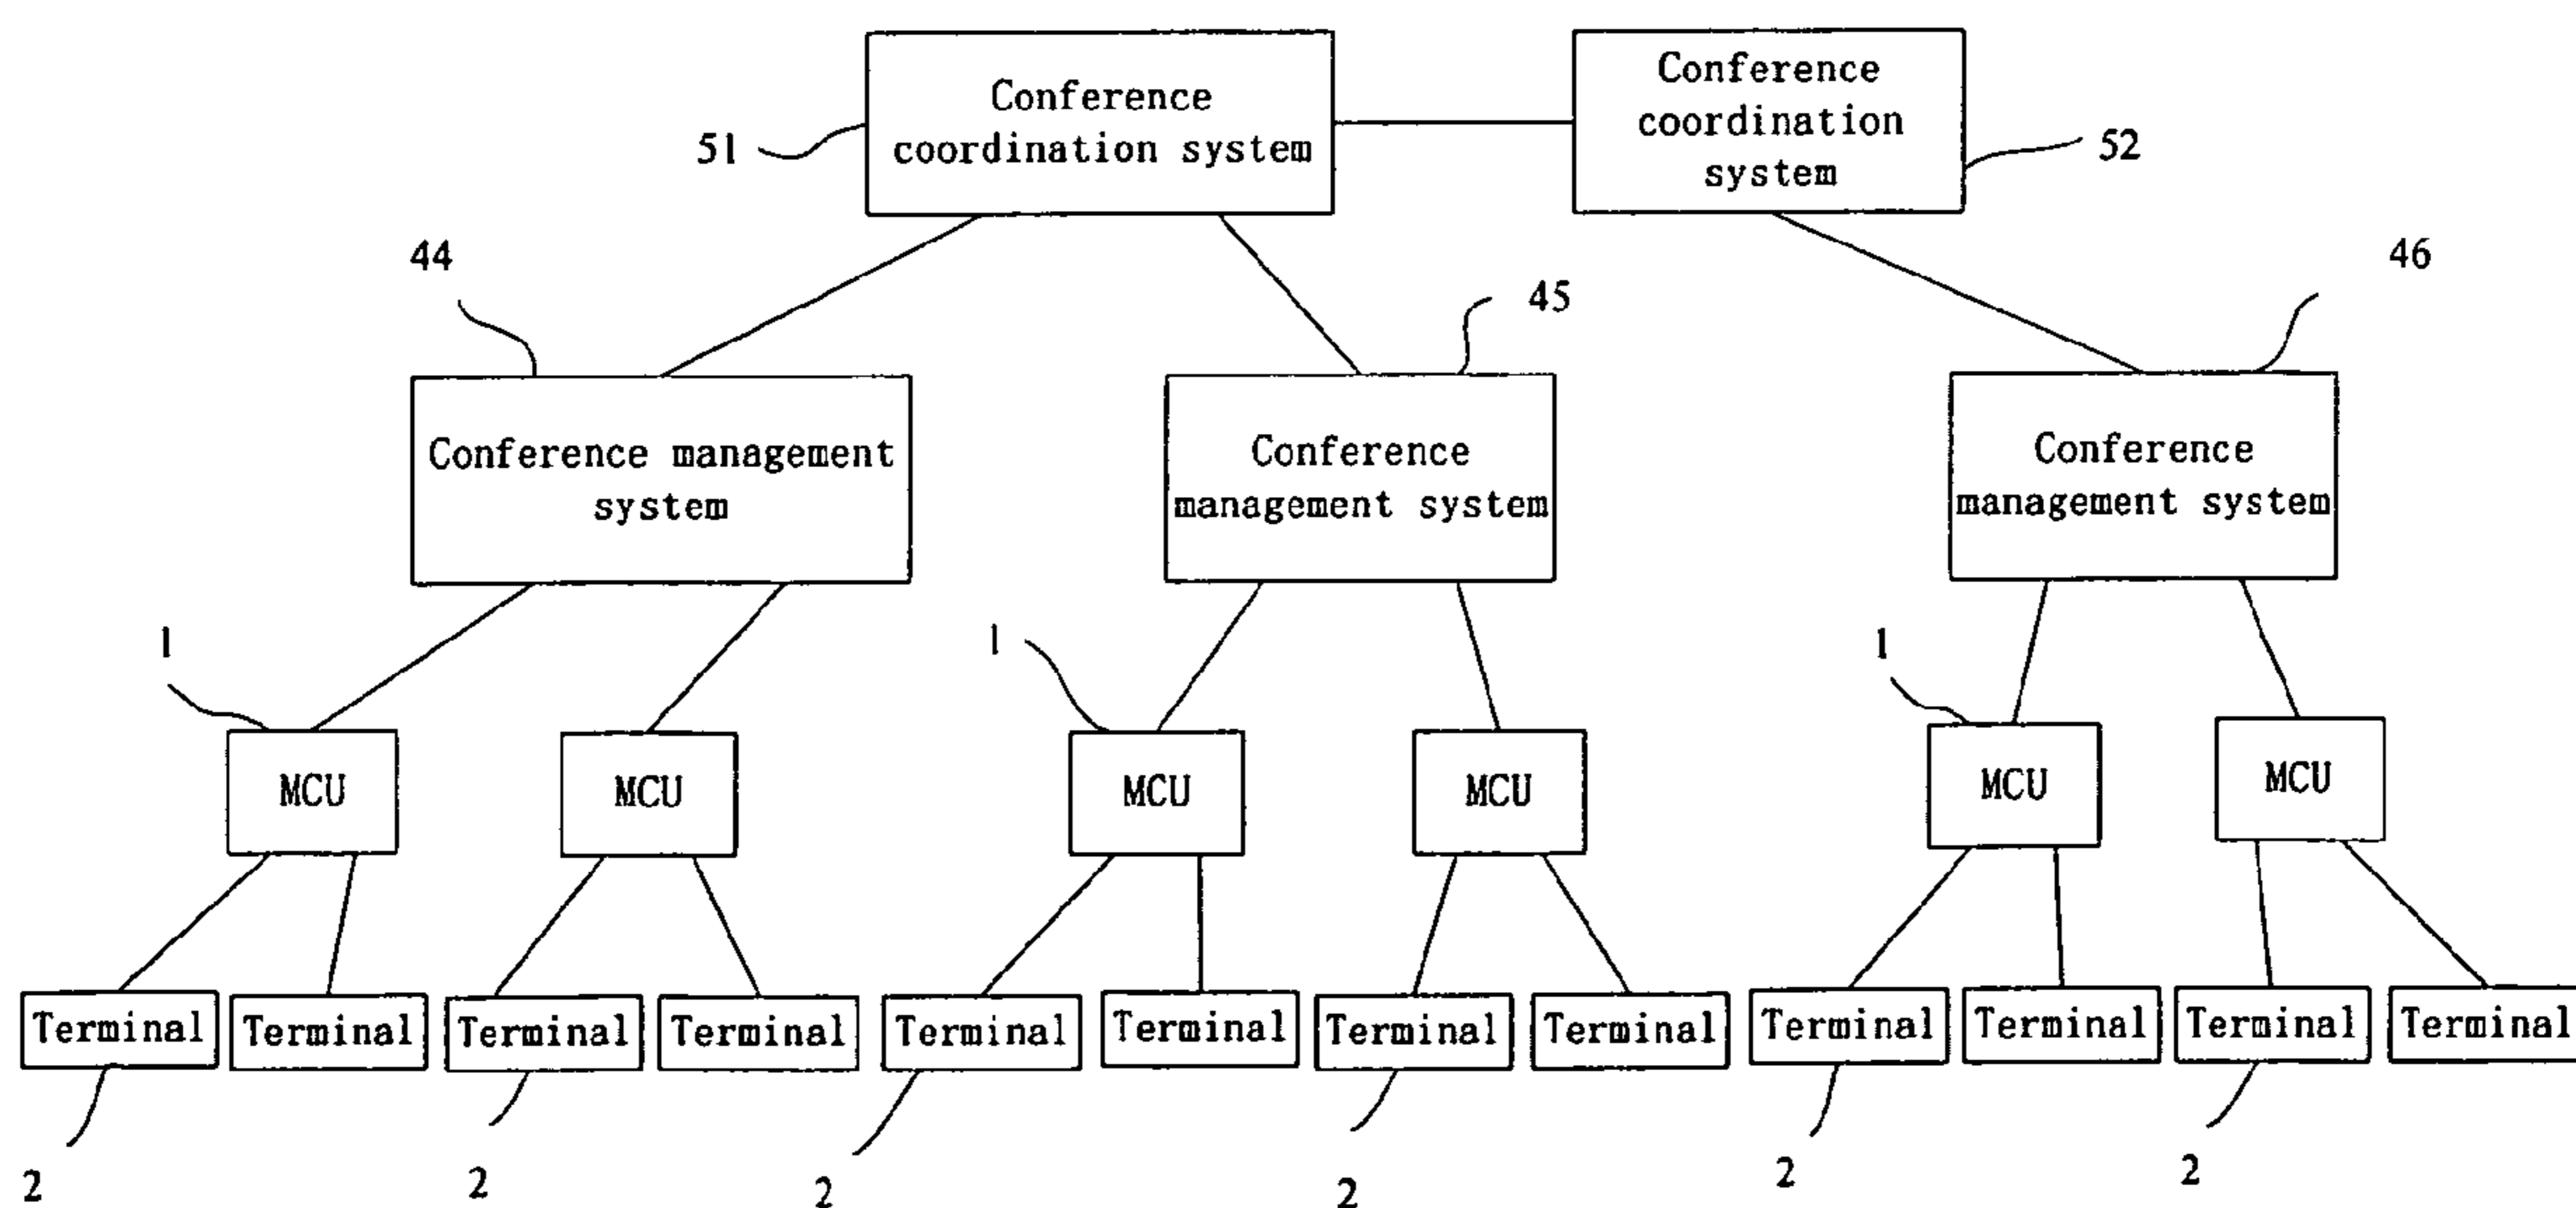 Conference
coordination system
Conference
coordination
system
51
52
44
45
46
Conference management
system
Conference
management system
Conference
management system
1
1
1
MCU
MCU
MCU
MCU
MCU
MCU
Terminal
Terminal
Terminal
Terminal
Terminal
Terminal
Terminal
Terminal
Terminal
Terminal
Terminal
Terminal
2
2
2
2
2
2